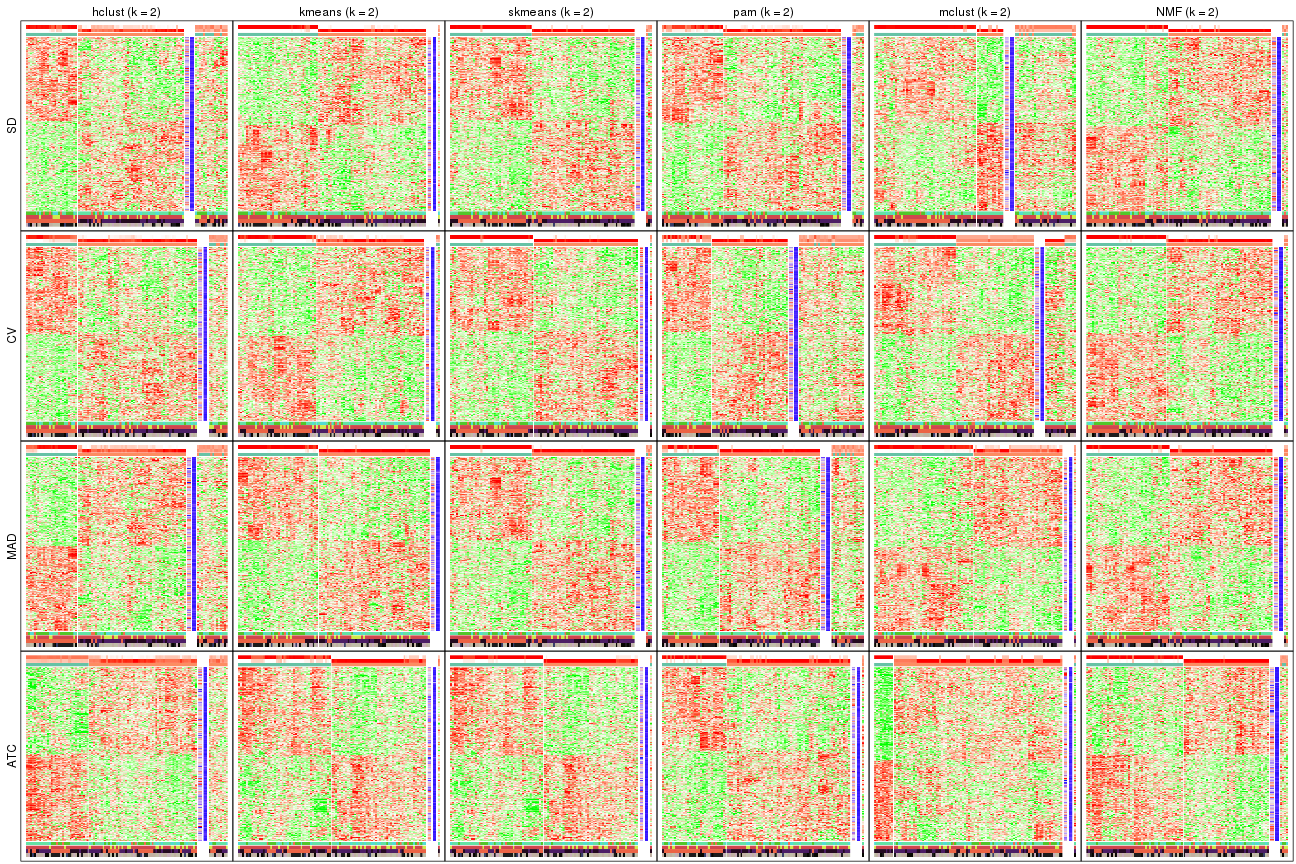 hclust (k = 2) kmeans (k = 2) skmeans (k = 2) pam (k = 2) mclust (k = 2) NMF (k = 2)
SD
CV
MAD
ATC